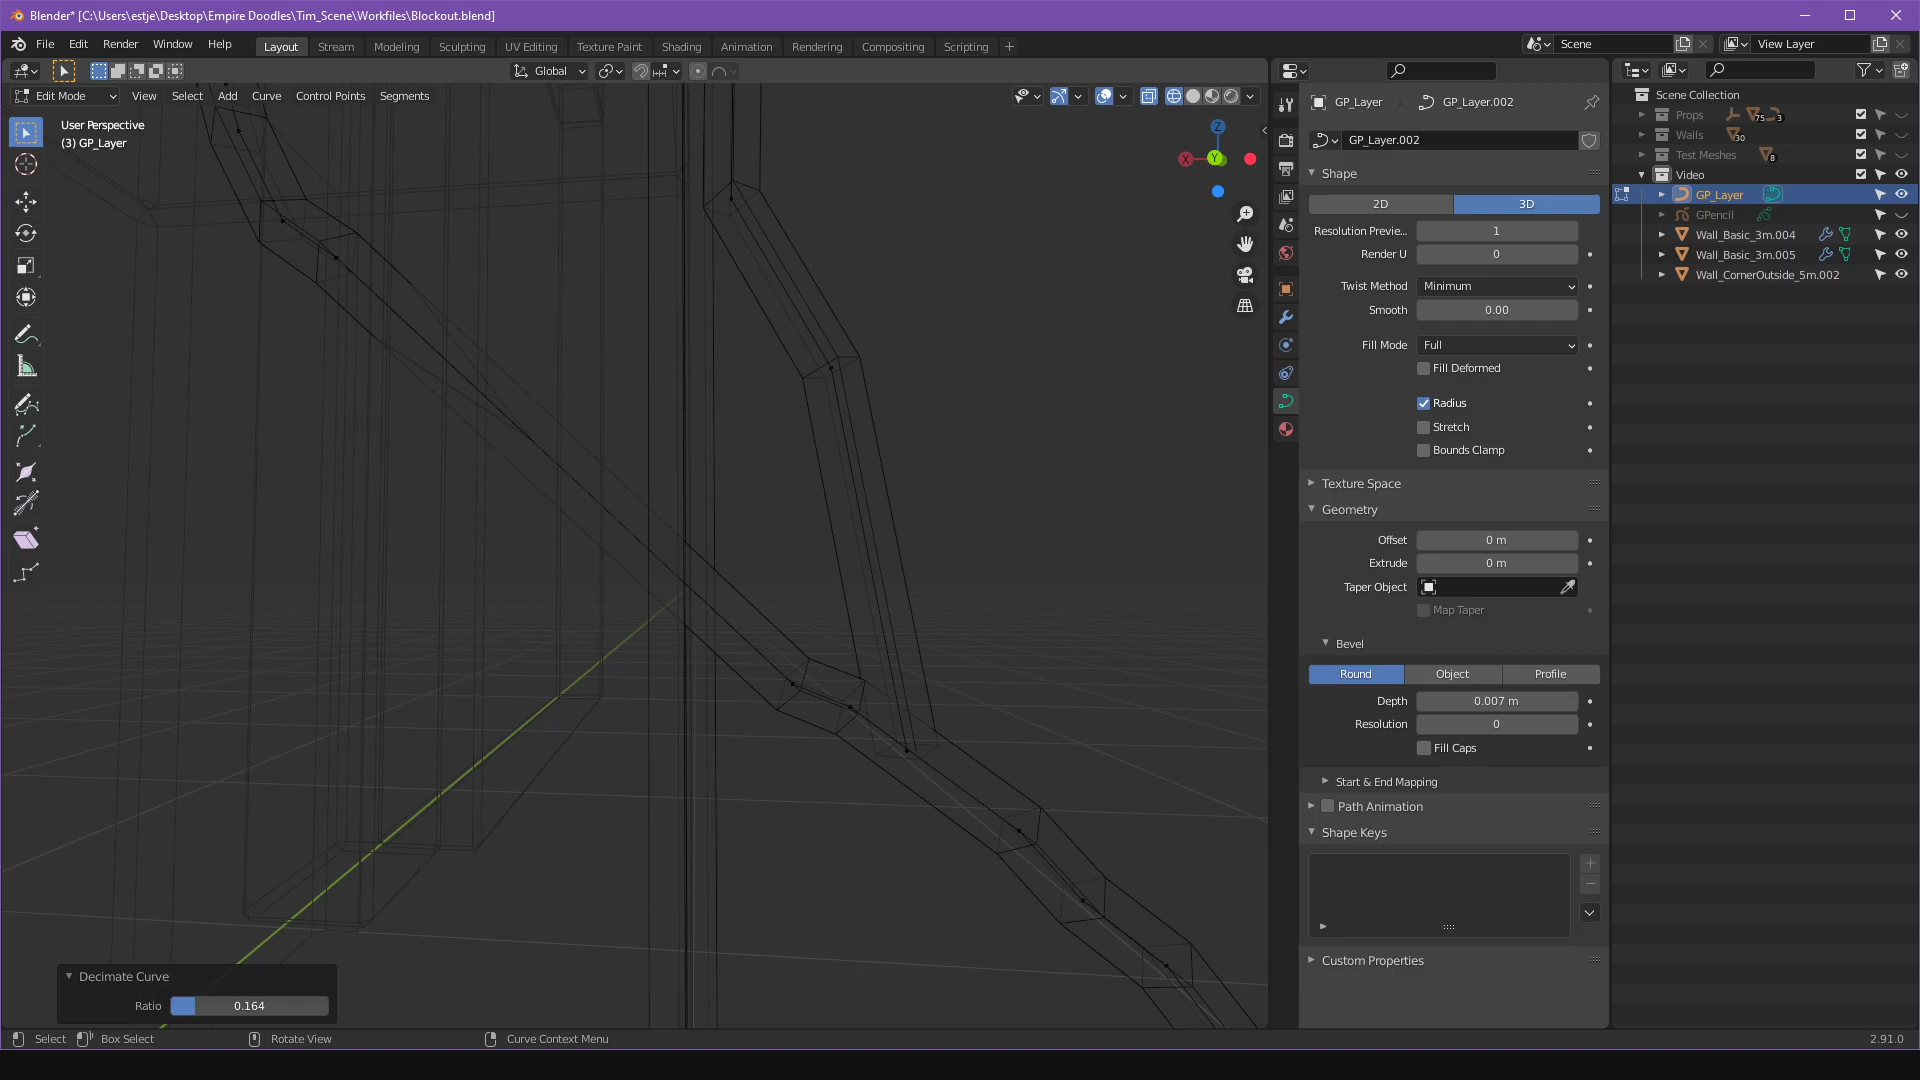 Blender* [C:\Users\estje\Desktop\Empire Doodles\Tim_Scene\Workfiles\Blockout.blend]
File Edit Render Window Help Layout Stream Modeling Sculpting UV Editing Texture Paint Shading Animation Rendering Compositing Scripting + Scene View Layer
Global
Edit Mode View Select Add Curve Control Points Segments
User Perspective
(3) GP_Layer
Z
X
Y
Decimate Curve
Ratio 0.164
GP_Layer GP_Layer.002
GP_Layer.002
Shape
2D 3D
Resolution Previe... 1
Render U 0
Twist Method Minimum
Smooth 0.00
Fill Mode Full
Fill Deformed
Radius
Stretch
Bounds Clamp
Texture Space
Geometry
Offset 0 m
Extrude 0 m
Taper Object
Map Taper
Bevel
Round Object Profile
Depth 0.007 m
Resolution 0
Fill Caps
Start & End Mapping
Path Animation
Shape Keys
Custom Properties
Scene Collection
Props 75 3
Walls 30
Test Meshes 8
Video
GP_Layer
GPencil
Wall_Basic_3m.004
Wall_Basic_3m.005
Wall_CornerOutside_5m.002
Select Box Select Rotate View Curve Context Menu 2.91.0